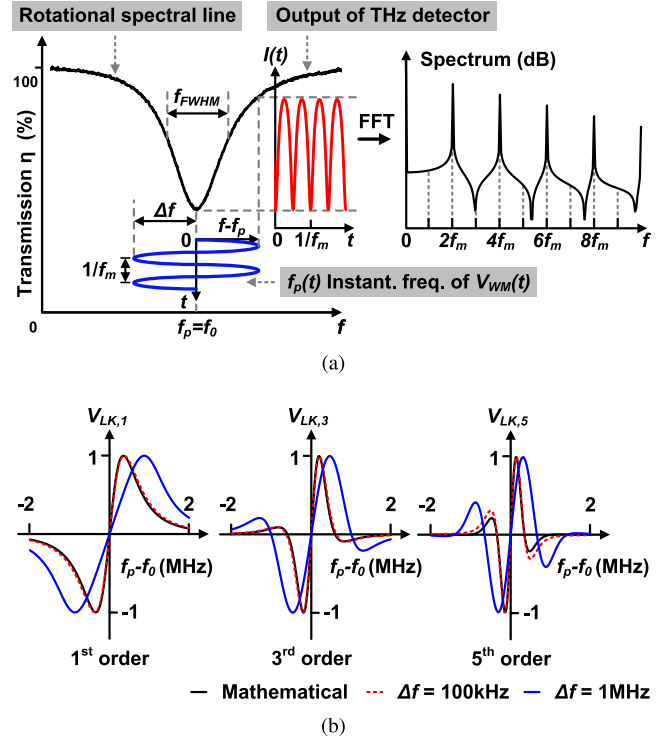 Rotational spectral line
Output of THz detector
I(t)
Spectrum (dB)
100
f_FWHM
FFT
Transmission η (%)
Δf
0
f-f_p
0 1/f_m t
0 2f_m 4f_m 6f_m 8f_m f
1/f_m
t
f_p(t) Instant. freq. of V_WM(t)
0
f_p=f_0
f
(a)
V_LK,1
V_LK,3
V_LK,5
1
1
1
-2
2
-2
2
-2
2
f_p-f_0 (MHz)
f_p-f_0 (MHz)
f_p-f_0 (MHz)
-1
-1
-1
1st order
3rd order
5th order
Mathematical
Δf = 100kHz
Δf = 1MHz
(b)